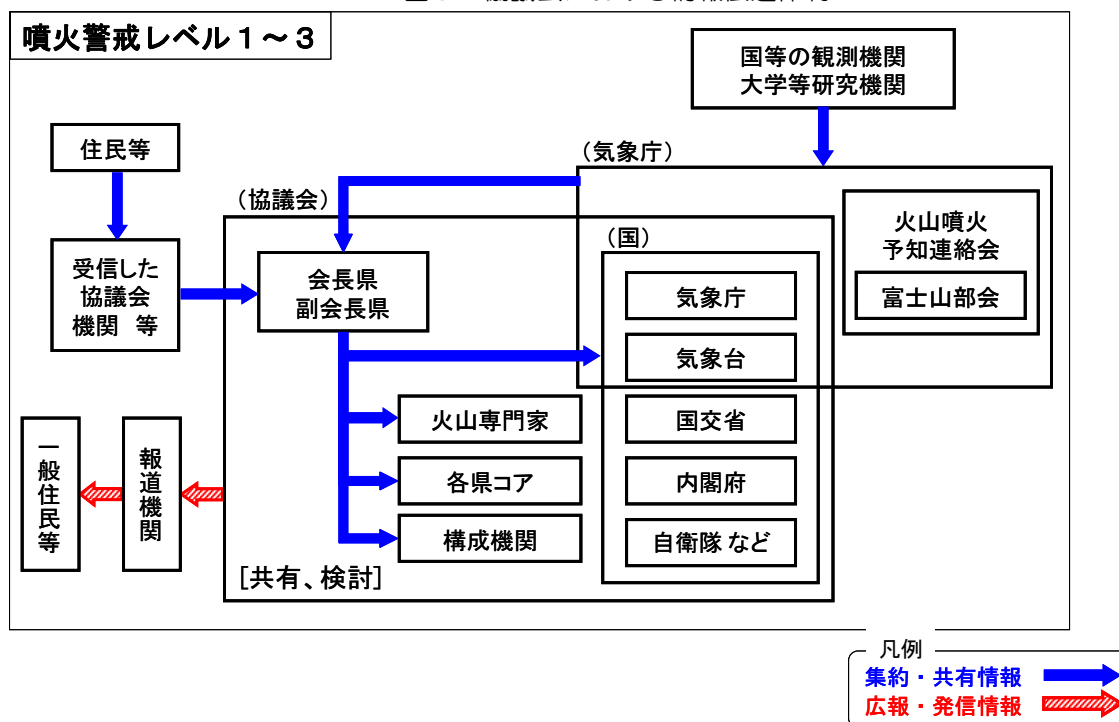 噴火警戒レベル１～３
国等の観測機関
大学等研究機関
住民等
（気象庁）
（協議会）
火山噴火
予知連絡会
富士山部会
（国）
受信した
協議会
機関　等
会長県
副会長県
気象庁
気象台
火山専門家
国交省
一般住民等
報道機関
各県コア
内閣府
構成機関
自衛隊 など
[共有、検討]
凡例
集約・共有情報
広報・発信情報